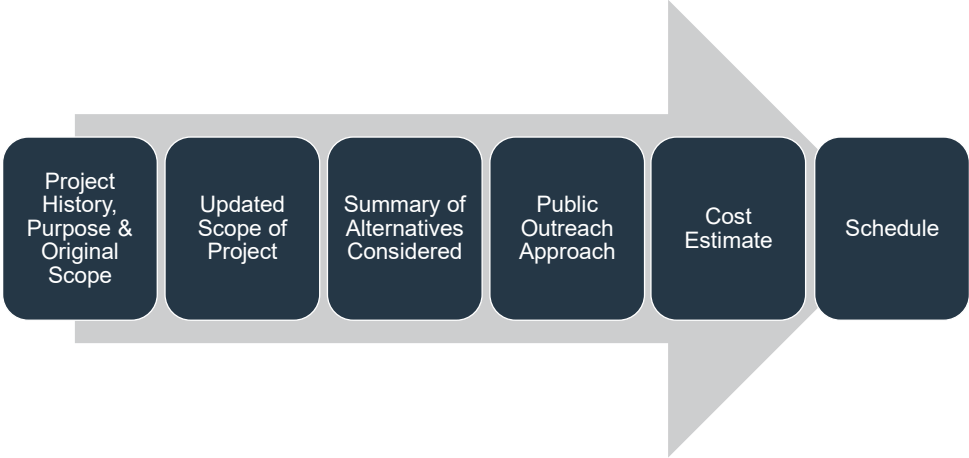 Project
History,
Purpose &
Original
Scope
Updated
Scope of
Project
Summary of
Alternatives
Considered
Public
Outreach
Approach
Cost
Estimate
Schedule